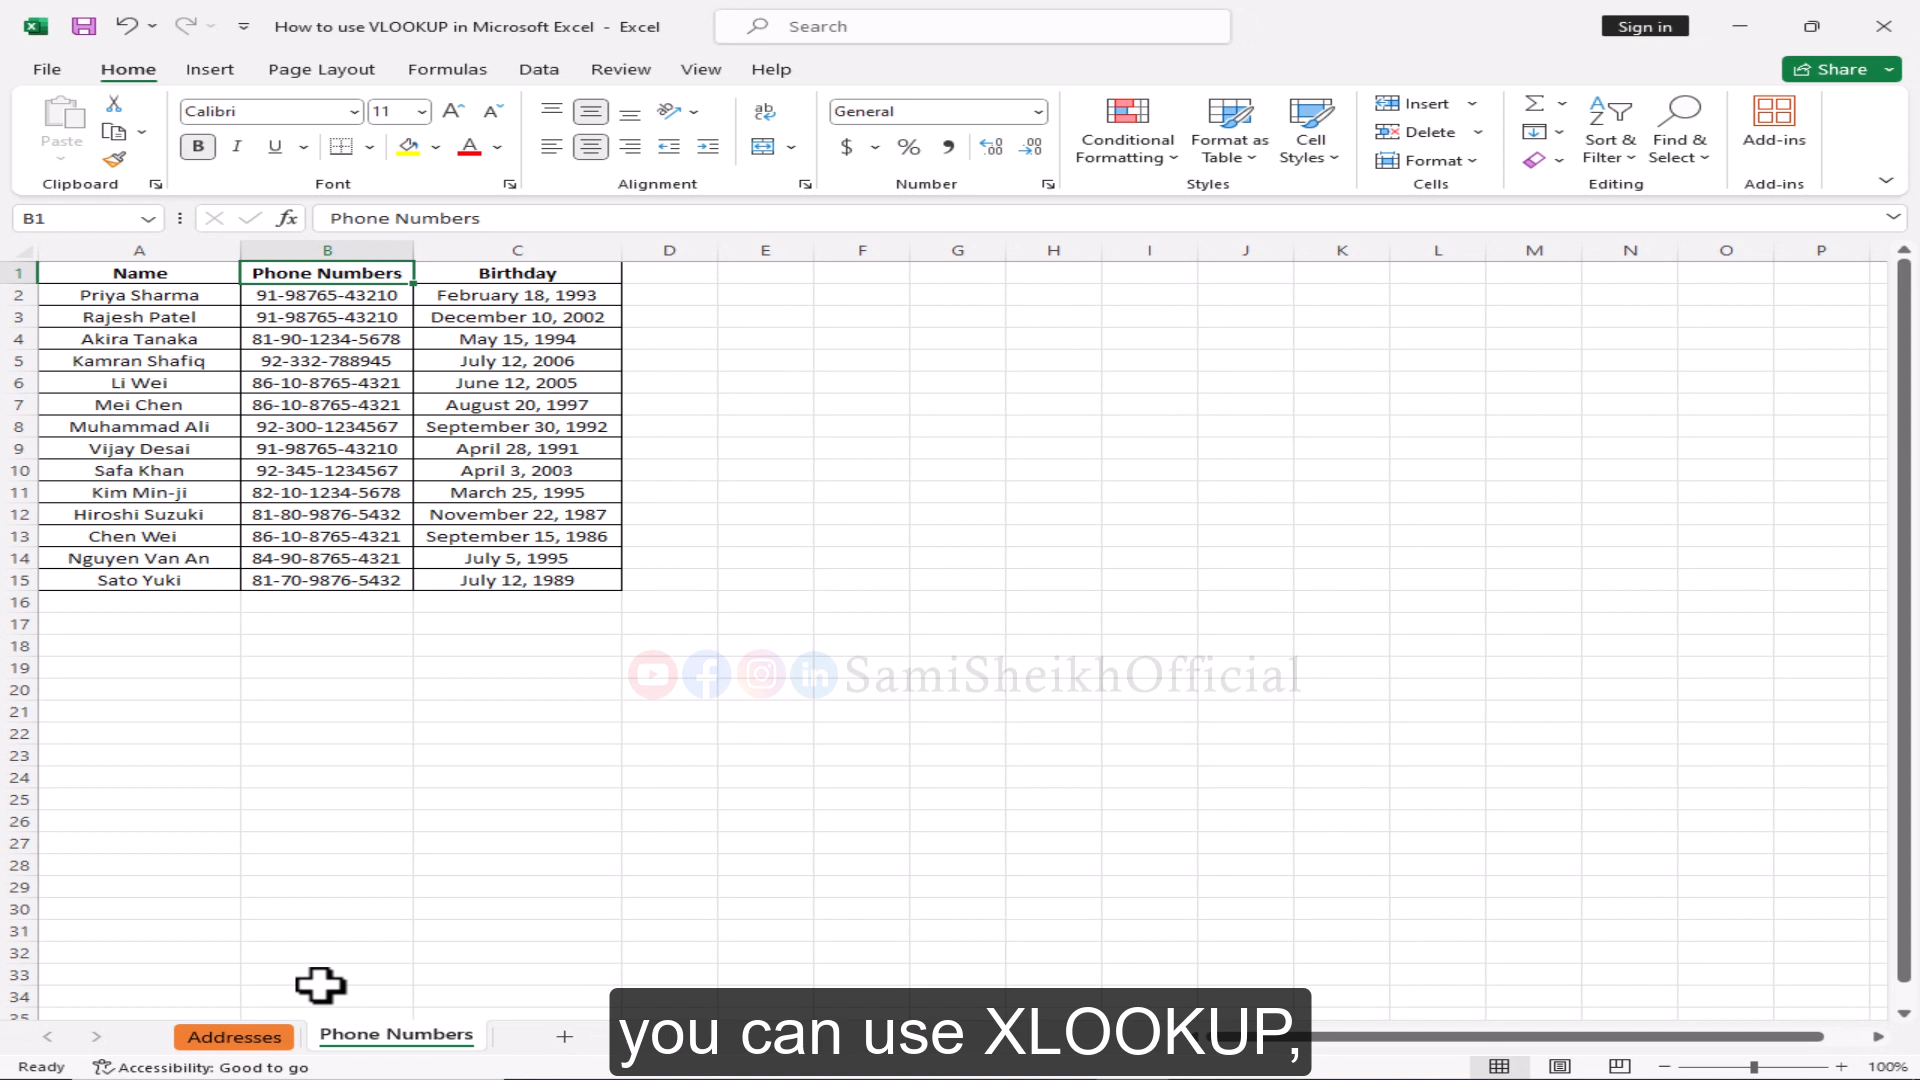 How to use VLOOKUP in Microsoft Excel - Excel
Search
Sign in
File Home Insert Page Layout Formulas Data Review View Help
Share
Paste
Clipboard
Calibri 11
B I U
Font
Alignment
General
Number
Conditional Formatting
Format as Table
Cell Styles
Styles
Insert
Delete
Format
Cells
Sort & Filter
Find & Select
Editing
Add-ins
Add-ins
B1 fx Phone Numbers
A B C D E F G H I J K L M N O P
1 Name Phone Numbers Birthday
2 Priya Sharma 91-98765-43210 February 18, 1993
3 Rajesh Patel 91-98765-43210 December 10, 2002
4 Akira Tanaka 81-90-1234-5678 May 15, 1994
5 Kamran Shafiq 92-332-788945 July 12, 2006
6 Li Wei 86-10-8765-4321 June 12, 2005
7 Mei Chen 86-10-8765-4321 August 20, 1997
8 Muhammad Ali 92-300-1234567 September 30, 1992
9 Vijay Desai 91-98765-43210 April 28, 1991
10 Safa Khan 92-345-1234567 April 3, 2003
11 Kim Min-ji 82-10-1234-5678 March 25, 1995
12 Hiroshi Suzuki 81-80-9876-5432 November 22, 1987
13 Chen Wei 86-10-8765-4321 September 15, 1986
14 Nguyen Van An 84-90-8765-4321 July 5, 1995
15 Sato Yuki 81-70-9876-5432 July 12, 1989
16
17
18
19
SamiSheikhOfficial
20
21
22
23
24
25
26
27
28
29
30
31
32
33
34
35
Addresses Phone Numbers
you can use XLOOKUP,
Ready Accessibility: Good to go 100%